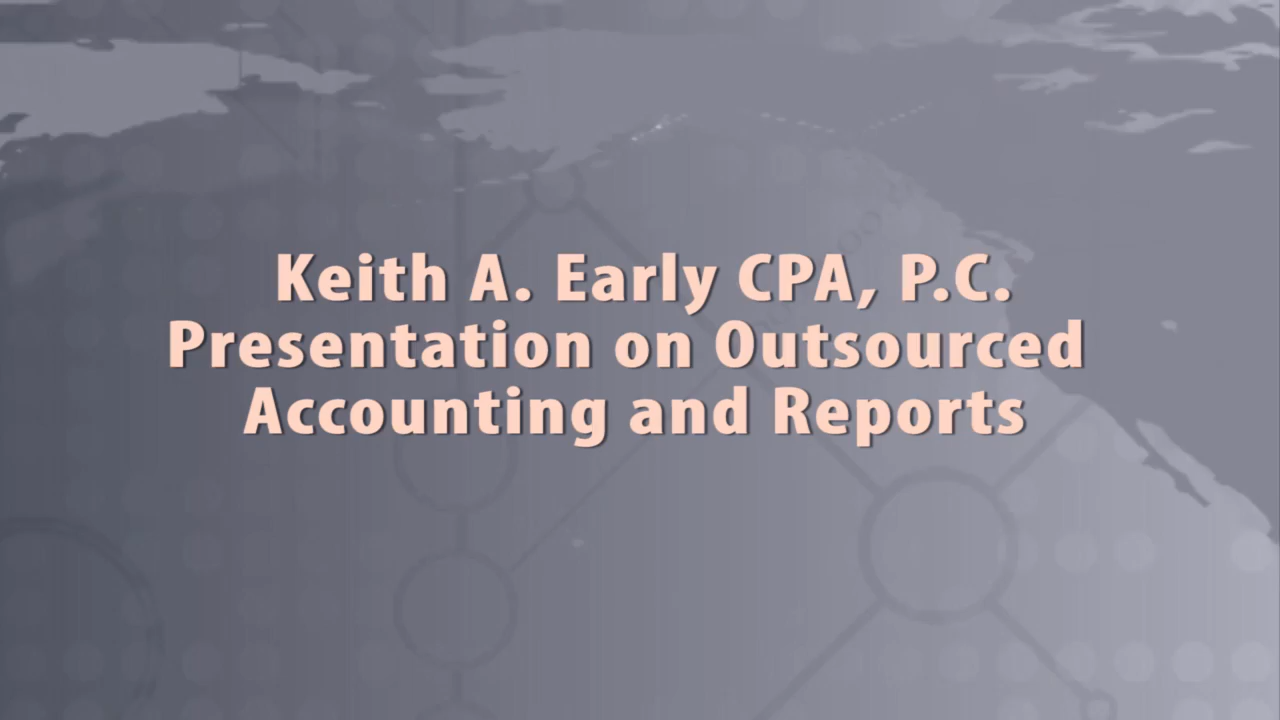 Keith A. Early CPA, P.C.
Presentation on Outsourced
Accounting and Reports